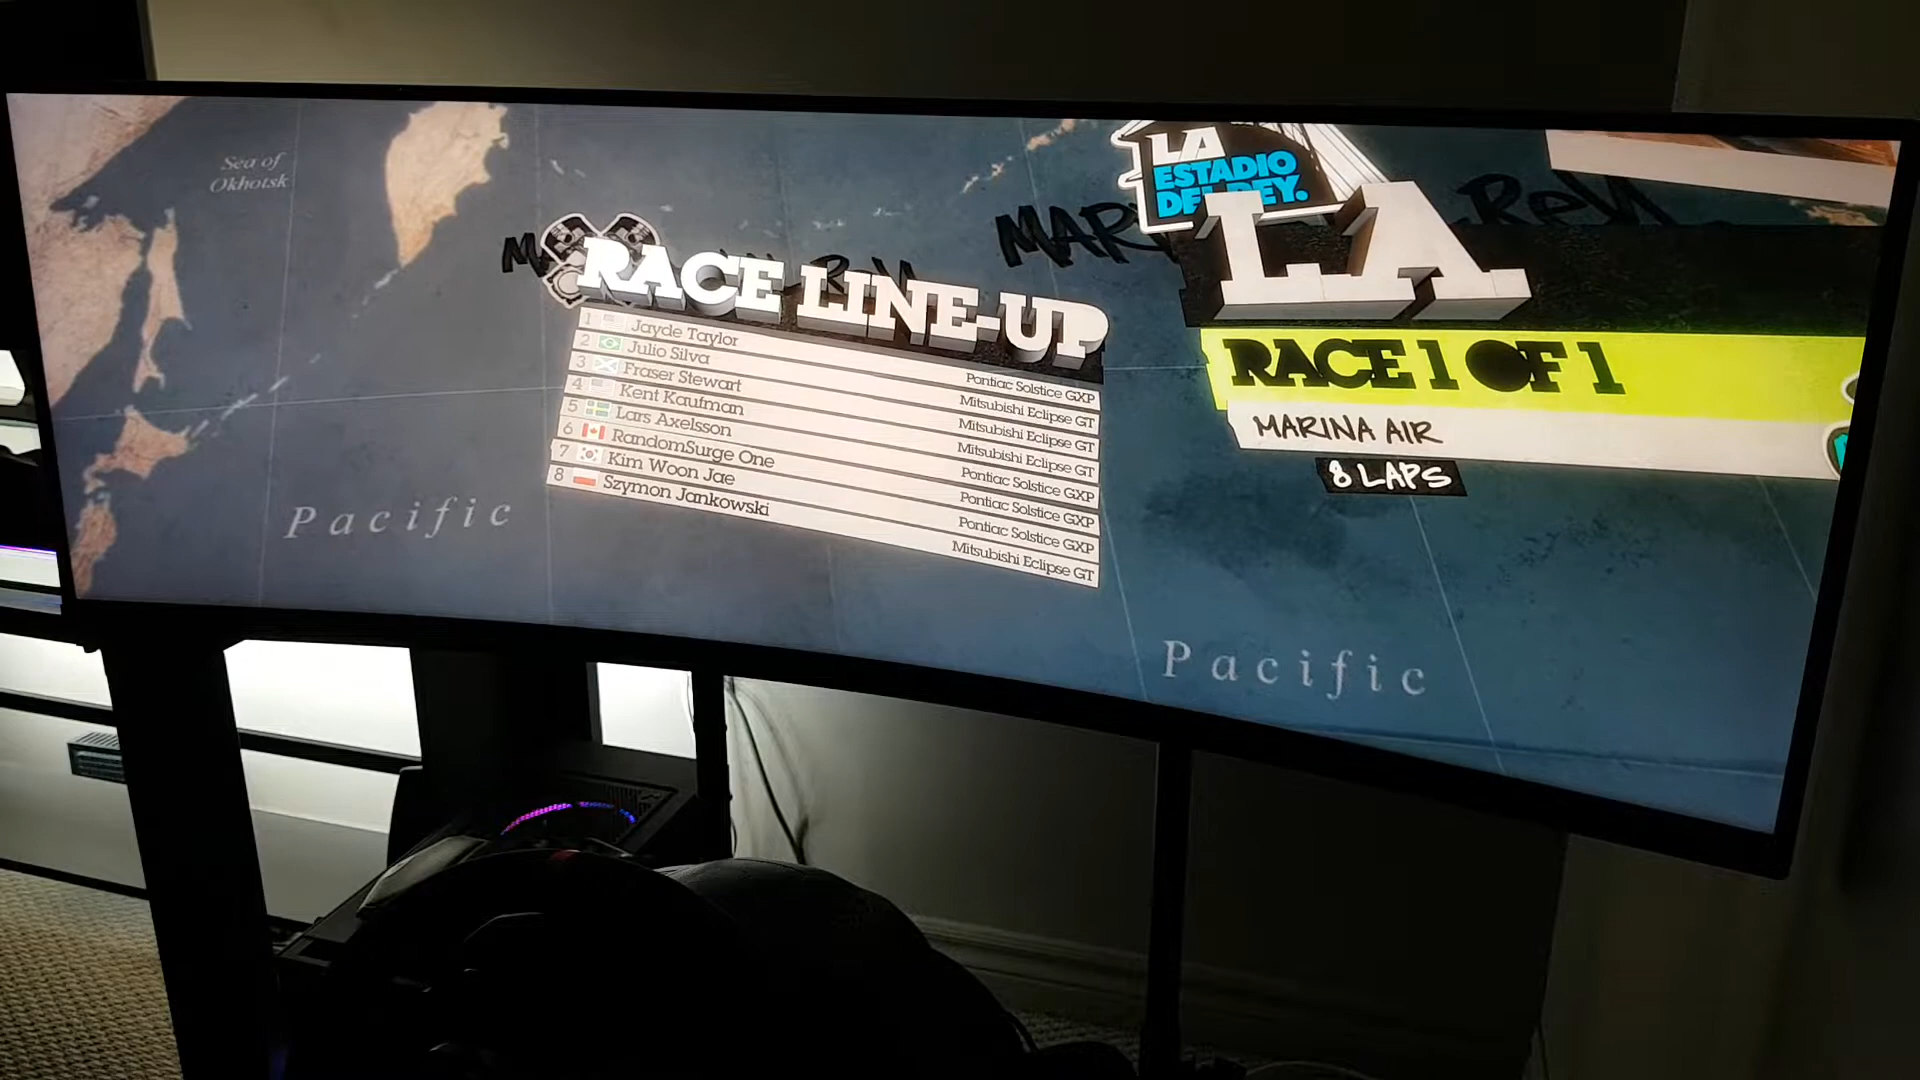 Sea of
Okhotsk
LA
ESTADIO
DEL REY.
LA
RACE LINE-UP
1 Jayde Taylor Pontiac Solstice GXP
2 Julio Silva Mitsubishi Eclipse GT
3 Fraser Stewart Mitsubishi Eclipse GT
4 Kent Kaufman Mitsubishi Eclipse GT
5 Lars Axelsson Pontiac Solstice GXP
6 RandomSurge One Pontiac Solstice GXP
7 Kim Woon Jae Pontiac Solstice GXP
8 Szymon Jankowski Mitsubishi Eclipse GT
RACE 1 OF 1
MARINA AIR
8 LAPS
Pacific
Pacific